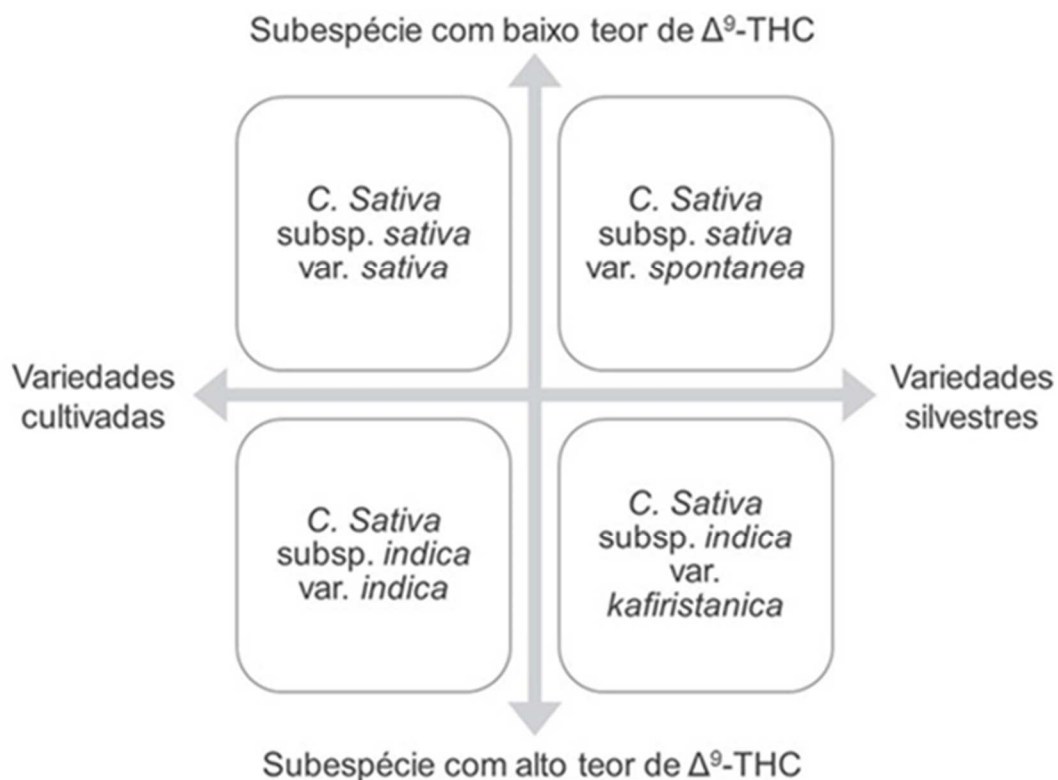 Subespécie com baixo teor de Δ⁹-THC
C. Sativa
subsp. sativa
var. sativa
C. Sativa
subsp. sativa
var. spontanea
Variedades
cultivadas
Variedades
silvestres
C. Sativa
subsp. indica
var. indica
C. Sativa
subsp. indica
var.
kafiristanica
Subespécie com alto teor de Δ⁹-THC